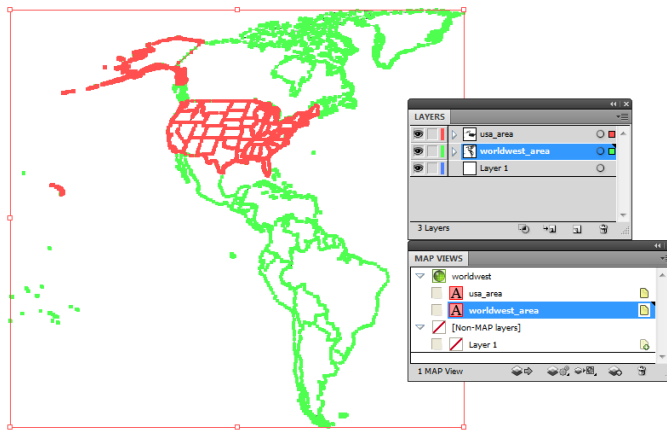 LAYERS
usa_area
worldwest_area
Layer 1
3 Layers
MAP VIEWS
worldwest
A usa_area
A worldwest_area
[Non-MAP layers]
Layer 1
1 MAP View